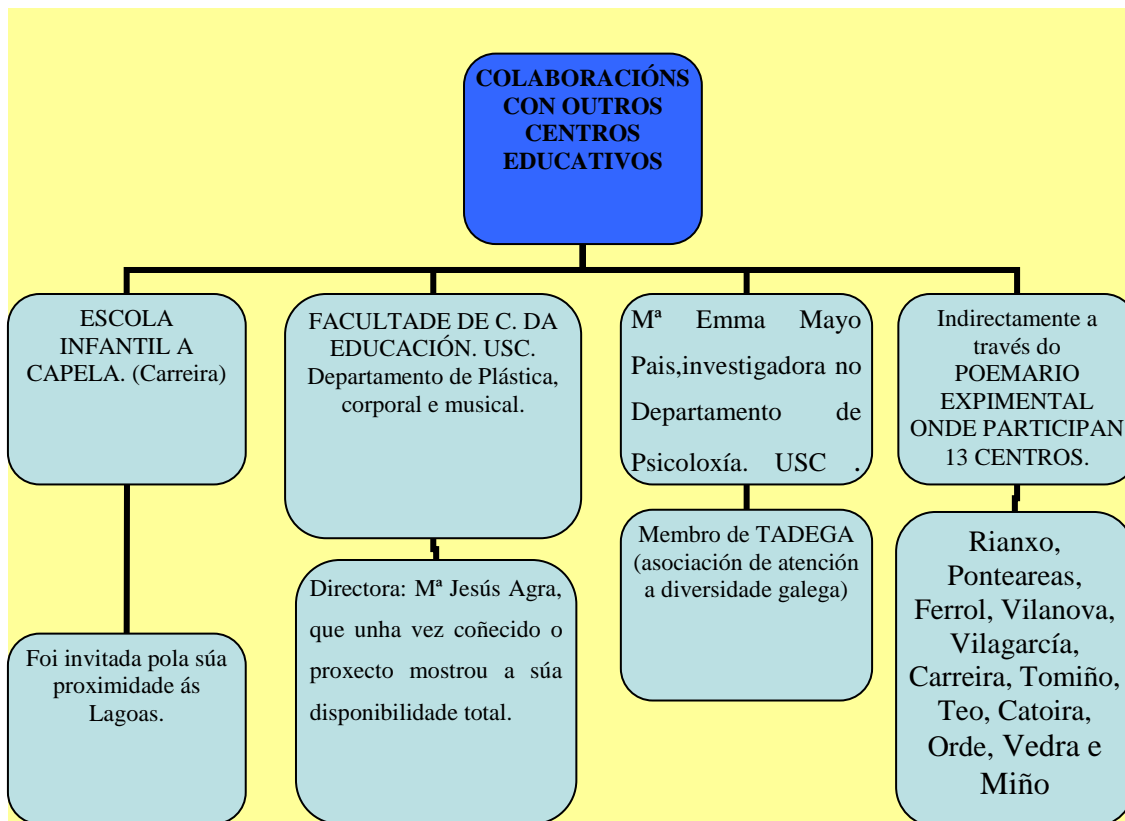 COLABORACIÓNS
CON OUTROS
CENTROS
EDUCATIVOS
ESCOLA
INFANTIL A
CAPELA. (Carreira)
FACULTADE DE C. DA
EDUCACIÓN. USC.
Departamento de Plástica,
corporal e musical.
Mª Emma Mayo
Pais,investigadora no
Departamento de
Psicoloxía. USC .
Indirectamente a
través do
POEMARIO
EXPIMENTAL
ONDE PARTICIPAN
13 CENTROS.
Foi invitada pola súa
proximidade ás
Lagoas.
Directora: Mª Jesús Agra,
que unha vez coñecido o
proxecto mostrou a súa
disponibilidade total.
Membro de TADEGA
(asociación de atención
a diversidade galega)
Rianxo,
Ponteareas,
Ferrol, Vilanova,
Vilagarcía,
Carreira, Tomiño,
Teo, Catoira,
Orde, Vedra e
Miño